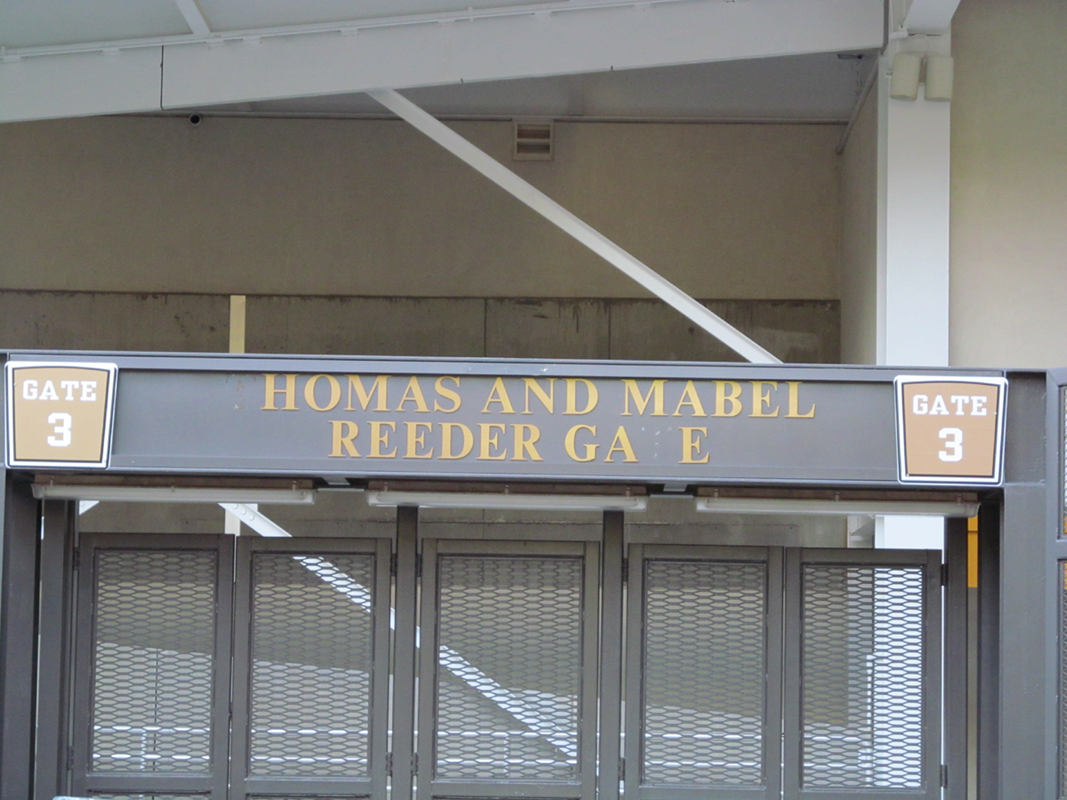 GATE
3
HOMAS AND MABEL
REEDER GA E
GATE
3